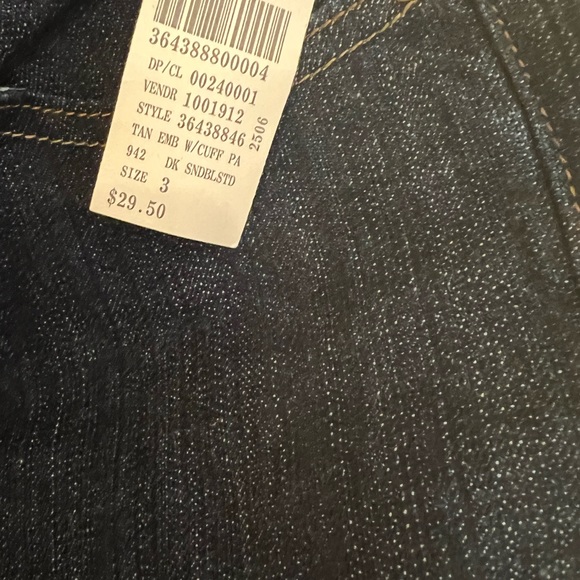 364388800004
DP/CL 00240001
VENDR 1001912
STYLE 36438846
2506
TAN EMB W/CUFF PA
942 DK SNDBLSTD
SIZE 3
$29.50